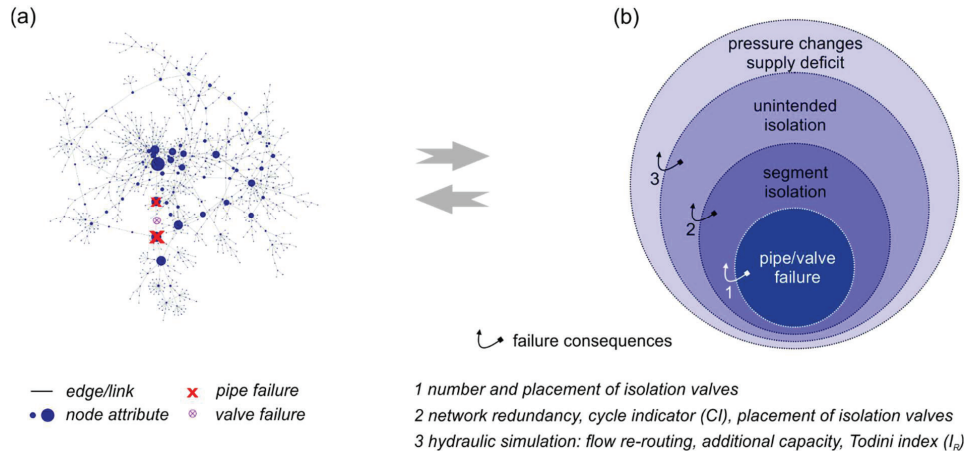 (a)
(b)
pressure changes
supply deficit
unintended
isolation
3
segment
isolation
2
pipe/valve
failure
1
failure consequences
edge/link
pipe failure
node attribute
valve failure
1 number and placement of isolation valves
2 network redundancy, cycle indicator (CI), placement of isolation valves
3 hydraulic simulation: flow re-routing, additional capacity, Todini index (I_R)